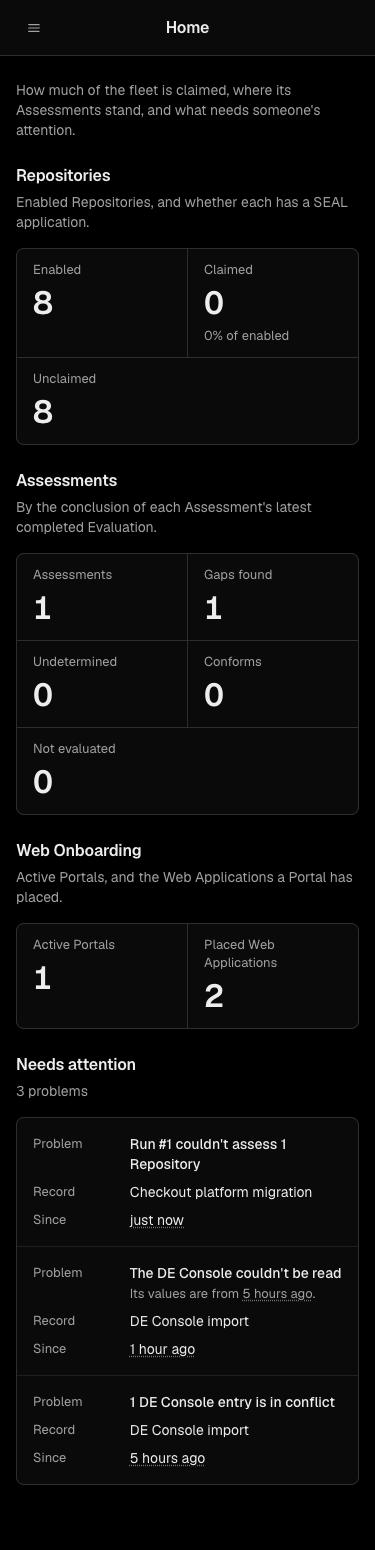 Home
How much of the fleet is claimed, where its
Assessments stand, and what needs someone's
attention.
Repositories
Enabled Repositories, and whether each has a SEAL
application.
Enabled
8
Claimed
0
0% of enabled
Unclaimed
8
Assessments
By the conclusion of each Assessment's latest
completed Evaluation.
Assessments
1
Gaps found
1
Undetermined
0
Conforms
0
Not evaluated
0
Web Onboarding
Active Portals, and the Web Applications a Portal has
placed.
Active Portals
1
Placed Web
Applications
2
Needs attention
3 problems
Problem
Run #1 couldn't assess 1
Repository
Record
Checkout platform migration
Since
just now
Problem
The DE Console couldn't be read
Its values are from 5 hours ago.
Record
DE Console import
Since
1 hour ago
Problem
1 DE Console entry is in conflict
Record
DE Console import
Since
5 hours ago